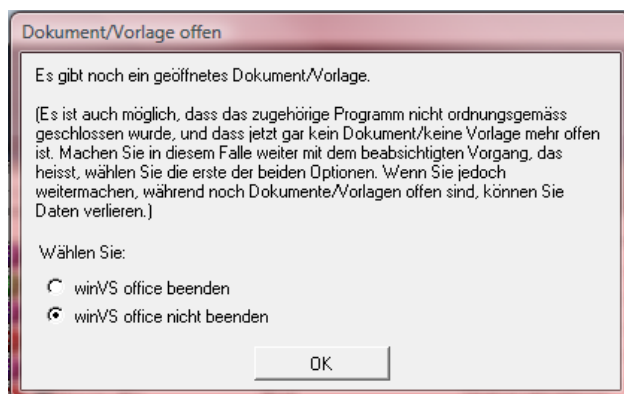 Dokument/Vorlage offen
Es gibt noch ein geöffnetes Dokument/Vorlage.
(Es ist auch möglich, dass das zugehörige Programm nicht ordnungsgemäss
geschlossen wurde, und dass jetzt gar kein Dokument/keine Vorlage mehr offen
ist. Machen Sie in diesem Falle weiter mit dem beabsichtigten Vorgang, das
heisst, wählen Sie die erste der beiden Optionen. Wenn Sie jedoch
weitermachen, während noch Dokumente/Vorlagen offen sind, können Sie
Daten verlieren.)
Wählen Sie:
winVS office beenden
winVS office nicht beenden
OK